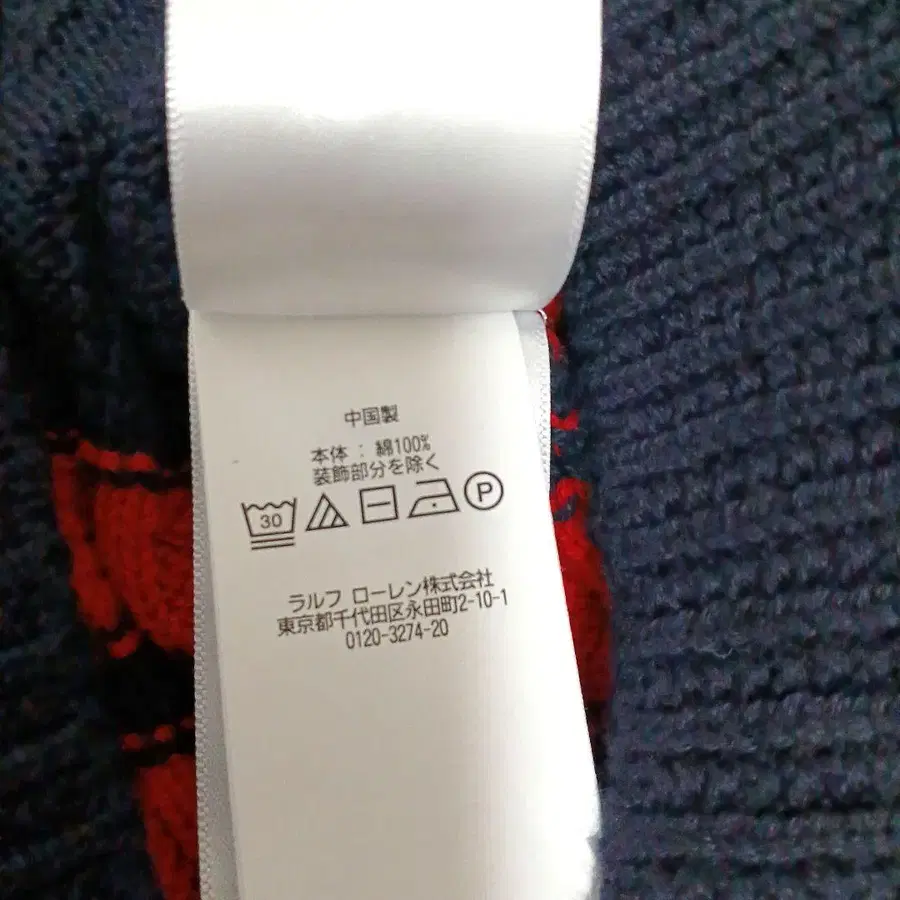 中国製
本体 : 綿100%
装飾部分を除く
30 P
ラルフ ローレン株式会社
東京都千代田区永田町2-10-1
0120-3274-20